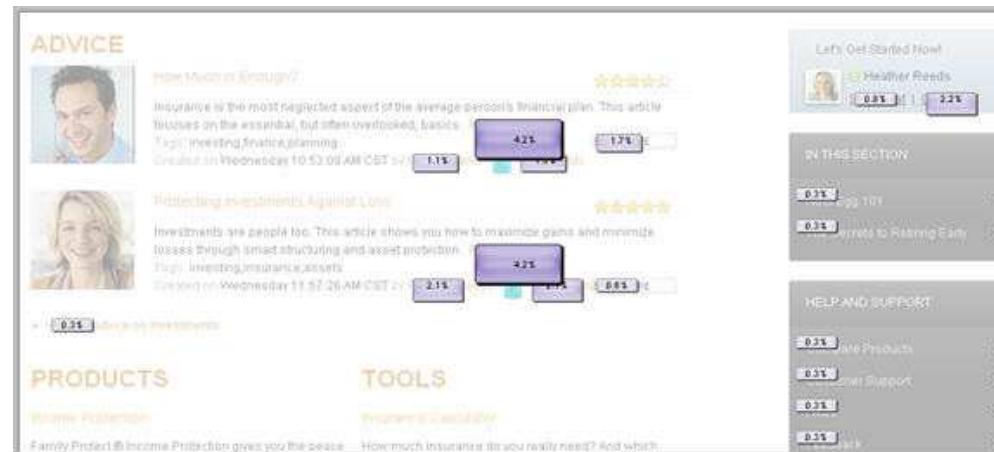 ADVICE
How Much is Enough?
Insurance is the most neglected aspect of the average person's financial plan. This article
focuses on the essential, but often overlooked, basics.
Tags: investing,finance,planning
Created on Wednesday 10:53:09 AM CST
4.2%
1.7%
1.1%
Protecting Investments Against Loss
Investments are people too. This article shows you how to maximize gains and minimize
losses through smart structuring and asset protection.
Tags: investing,insurance,assets
Created on Wednesday 11:57:26 AM CST
4.2%
2.1%
0.6%
0.3% advice on Investments
PRODUCTS
Income Protection
Family Protect® Income Protection gives you the peace
TOOLS
Insurance Calculator
How much insurance do you really need? And which
Let's Get Started Now!
Heather Reeds
0.8%
2.2%
IN THIS SECTION
0.3% 101
0.3% Secrets to Retiring Early
HELP AND SUPPORT
0.3% Products
0.3% Support
0.3%
0.3%